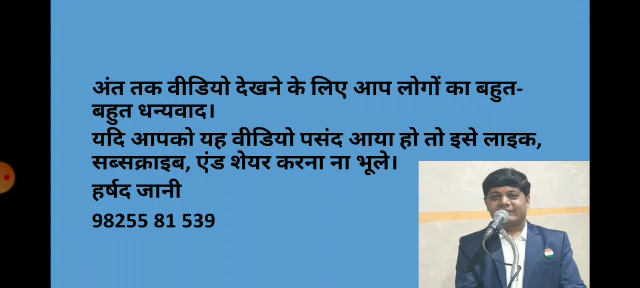 अंत तक वीडियो देखने के लिए आप लोगों का बहुत-
बहुत धन्यवाद।
यदि आपको यह वीडियो पसंद आया हो तो इसे लाइक,
सब्सक्राइब, एंड शेयर करना ना भूले।
हर्षद जानी
98255 81 539